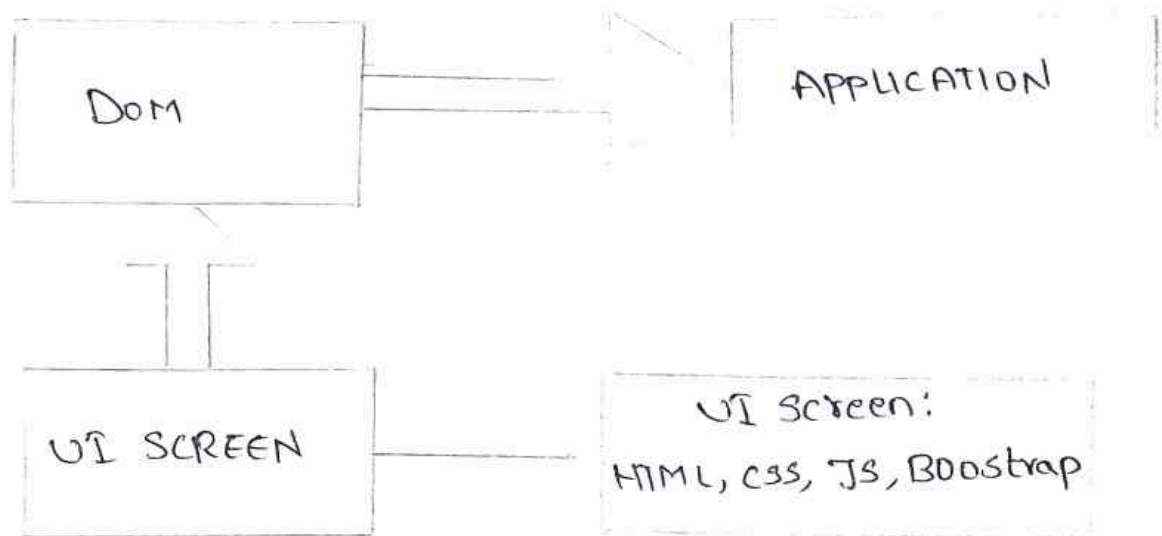 DOM
APPLICATION
UI SCREEN
UI Screen:
HTML, CSS, JS, Boostrap